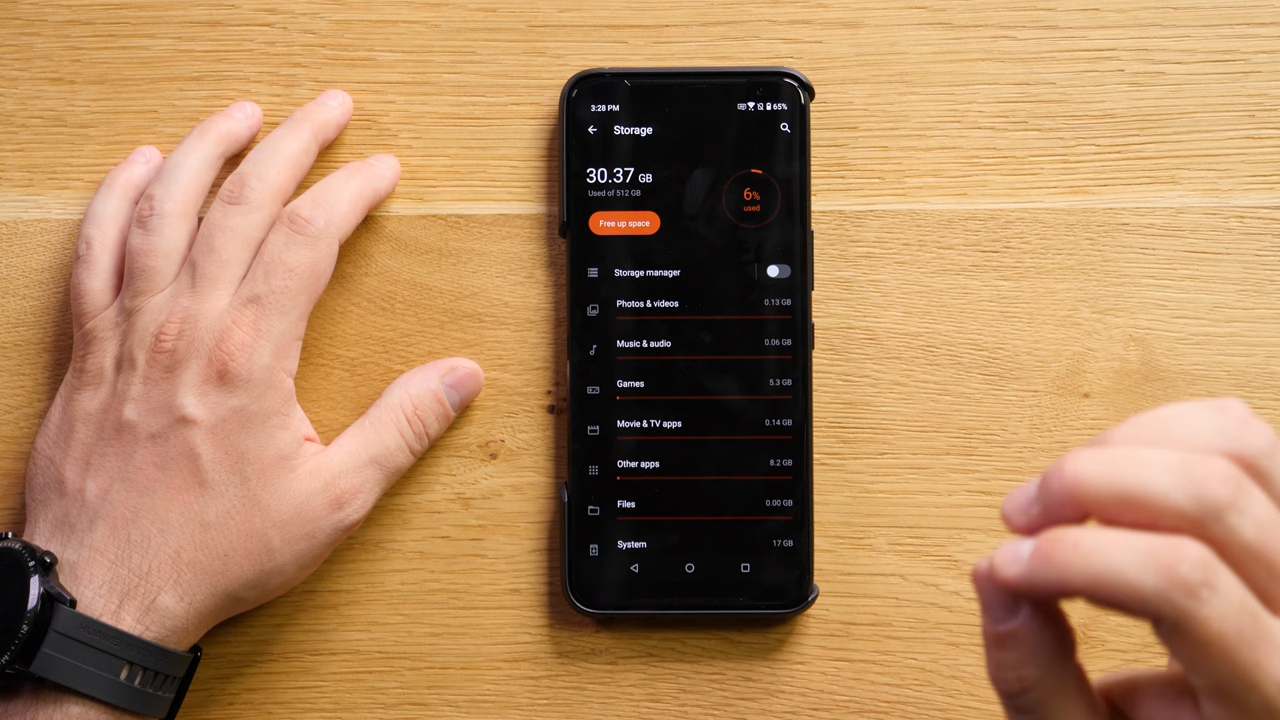 3:28 PM 65%
Storage
30.37 GB
Used of 512 GB
6%
used
Free up space
Storage manager
Photos & videos 0.13 GB
Music & audio 0.06 GB
Games 5.3 GB
Movie & TV apps 0.14 GB
Other apps 8.2 GB
Files 0.00 GB
System 17 GB